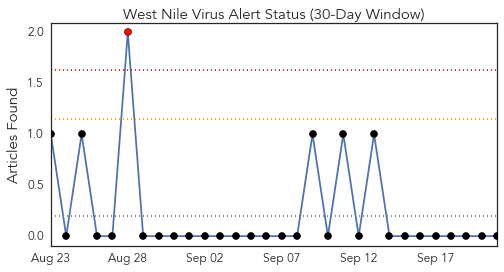 West Nile Virus Alert Status (30-Day Window)
Articles Found
2.0
1.5
1.0
0.5
0.0
Aug 23 Aug 28 Sep 02 Sep 07 Sep 12 Sep 17